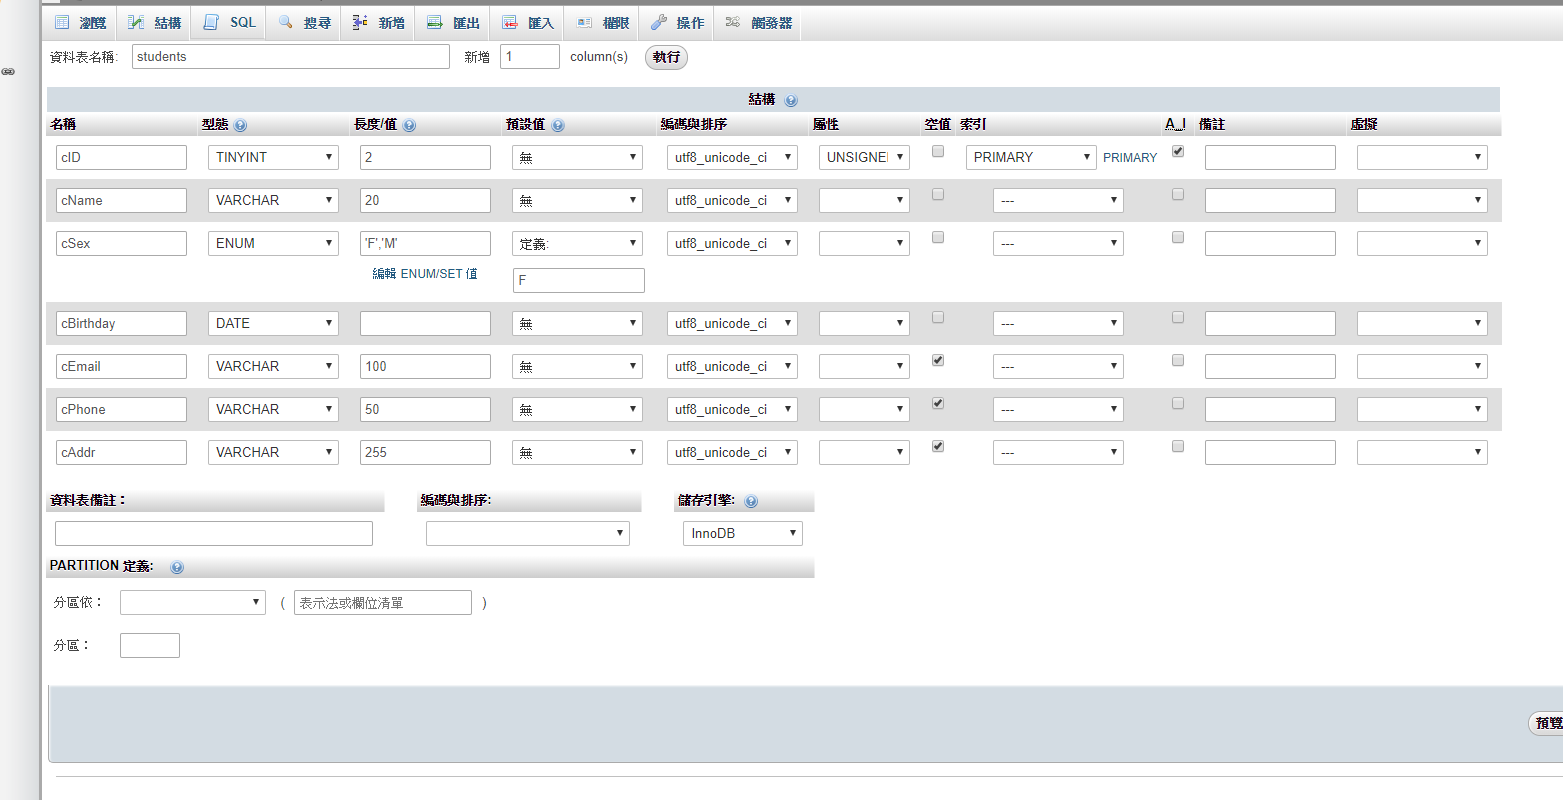 瀏覽 結構 SQL 搜尋 新增 匯出 匯入 權限 操作 觸發器
資料表名稱: students 新增 1 column(s) 執行
結構
名稱 型態 長度/值 預設值 編碼與排序 屬性 空值 索引 A_I 備註 虛擬
cID TINYINT 2 無 utf8_unicode_ci UNSIGNE PRIMARY PRIMARY
cName VARCHAR 20 無 utf8_unicode_ci ---
cSex ENUM 'F','M' 定義: utf8_unicode_ci ---
編輯 ENUM/SET 值 F
cBirthday DATE 無 utf8_unicode_ci ---
cEmail VARCHAR 100 無 utf8_unicode_ci ---
cPhone VARCHAR 50 無 utf8_unicode_ci ---
cAddr VARCHAR 255 無 utf8_unicode_ci ---
資料表備註： 編碼與排序: 儲存引擎:
InnoDB
PARTITION 定義:
分區依： ( 表示法或欄位清單 )
分區：
預覽